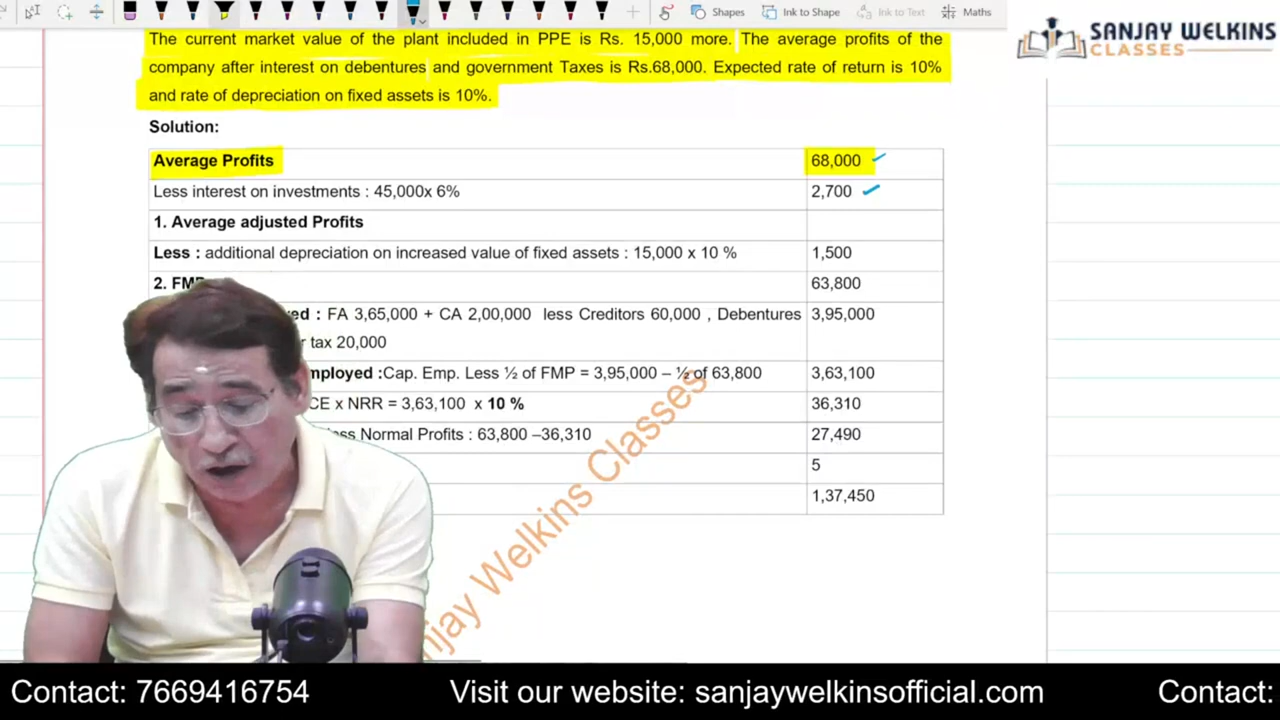 Shapes
Ink to Shape
Ink to Text
Maths
SANJAY WELKINS
CLASSES
The current market value of the plant included in PPE is Rs. 15,000 more. The average profits of the
company after interest on debentures and government Taxes is Rs.68,000. Expected rate of return is 10%
and rate of depreciation on fixed assets is 10%.
Solution:
Average Profits 68,000
Less interest on investments : 45,000x 6% 2,700
1. Average adjusted Profits
Less : additional depreciation on increased value of fixed assets : 15,000 x 10 % 1,500
2. FMP 63,800
: FA 3,65,000 + CA 2,00,000 less Creditors 60,000 , Debentures 3,95,000
tax 20,000
:Cap. Emp. Less ½ of FMP = 3,95,000 – ½ of 63,800 3,63,100
CE x NRR = 3,63,100 x 10 % 36,310
Normal Profits : 63,800 –36,310 27,490
5
1,37,450
Welkins Classes
Contact: 7669416754 Visit our website: sanjaywelkinsofficial.com Contact: